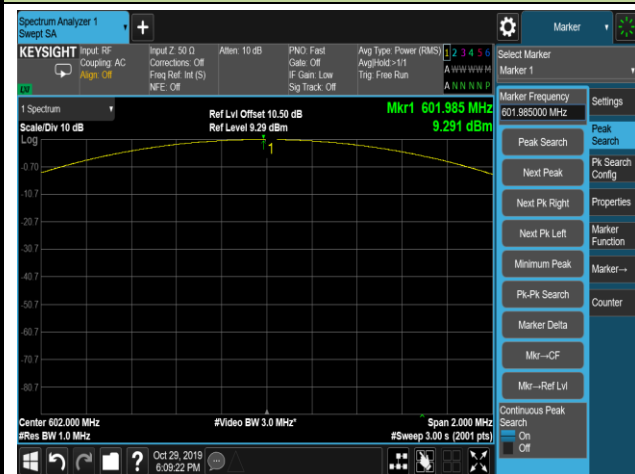 Spectrum Analyzer 1
Swept SA
+
Marker
KEYSIGHT
Input: RF
Coupling: AC
Align: Off
Input Z: 50 Ω
Corrections: Off
Freq Ref: Int (S)
NFE: Off
Atten: 10 dB
PNO: Fast
Gate: Off
IF Gain: Low
Sig Track: Off
Avg Type: Power (RMS)
Avg|Hold:>1/1
Trig: Free Run
1 2 3 4 5 6
A W W W W M
A N N N N P
Select Marker
Marker 1
LXI
1 Spectrum
Scale/Div 10 dB
Log
Ref Lvl Offset 10.50 dB
Ref Level 9.29 dBm
Mkr1 601.985 MHz
9.291 dBm
1
-0.70
-10.7
-20.7
-30.7
-40.7
-50.7
-60.7
-70.7
-80.7
Center 602.000 MHz
#Res BW 1.0 MHz
#Video BW 3.0 MHz*
Span 2.000 MHz
#Sweep 3.00 s (2001 pts)
Marker Frequency
601.985000 MHz
Peak Search
Next Peak
Next Pk Right
Next Pk Left
Minimum Peak
Pk-Pk Search
Marker Delta
Mkr→CF
Mkr→Ref Lvl
Continuous Peak
Search
On
Off
Settings
Peak
Search
Pk Search
Config
Properties
Marker
Function
Marker→
Counter
?
Oct 29, 2019
6:09:22 PM